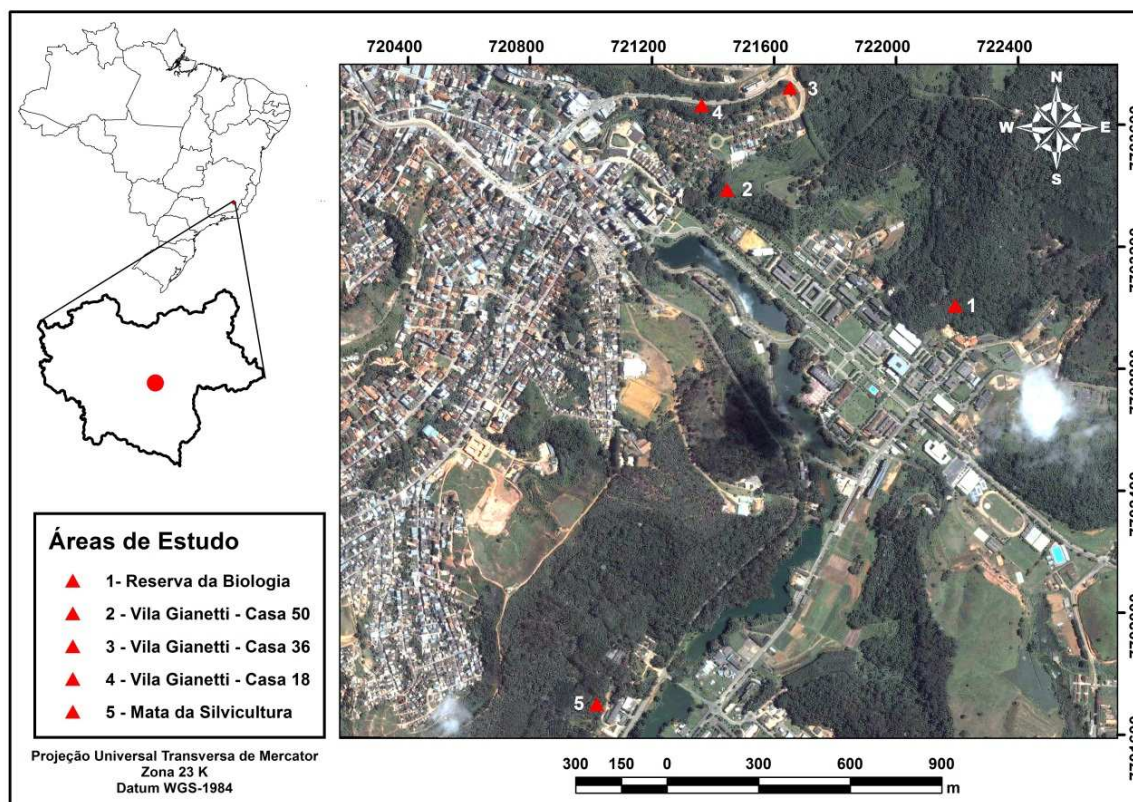 720400 720800 721200 721600 722000 722400
N
W E
S
3
4
2
1
5
Áreas de Estudo
1- Reserva da Biologia
2 - Vila Gianetti - Casa 50
3 - Vila Gianetti - Casa 36
4 - Vila Gianetti - Casa 18
5 - Mata da Silvicultura
Projeção Universal Transversa de Mercator
Zona 23 K
Datum WGS-1984
300 150 0 300 600 900
m